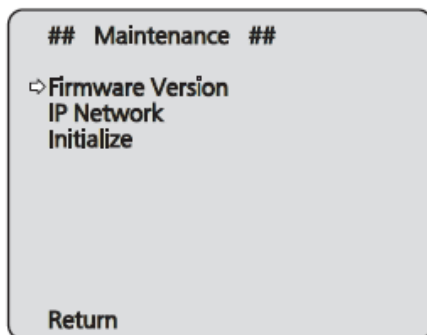 ## Maintenance ##
⇨Firmware Version
IP Network
Initialize
Return